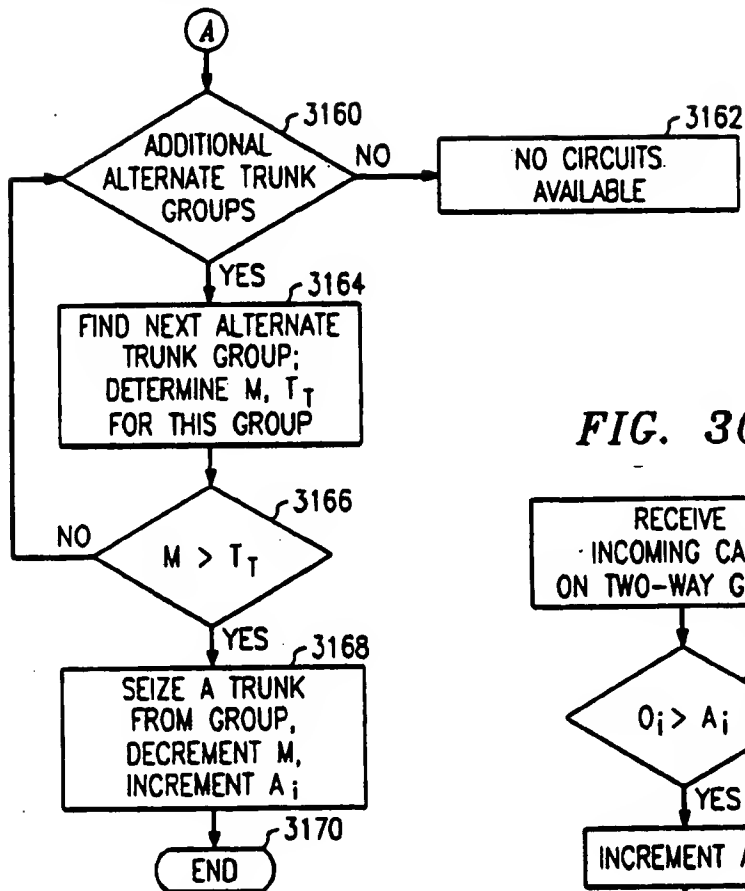 A
3160
ADDITIONAL
ALTERNATE TRUNK
GROUPS
NO
3162
NO CIRCUITS
AVAILABLE
YES
3164
FIND NEXT ALTERNATE
TRUNK GROUP;
DETERMINE M, T_T
FOR THIS GROUP
3166
NO
M > T_T
YES
3168
SEIZE A TRUNK
FROM GROUP,
DECREMENT M,
INCREMENT A_i
3170
END
FIG.
RECEIVE
INCOMING
ON TWO-WAY
O_i > A_i
YES
INCREMENT